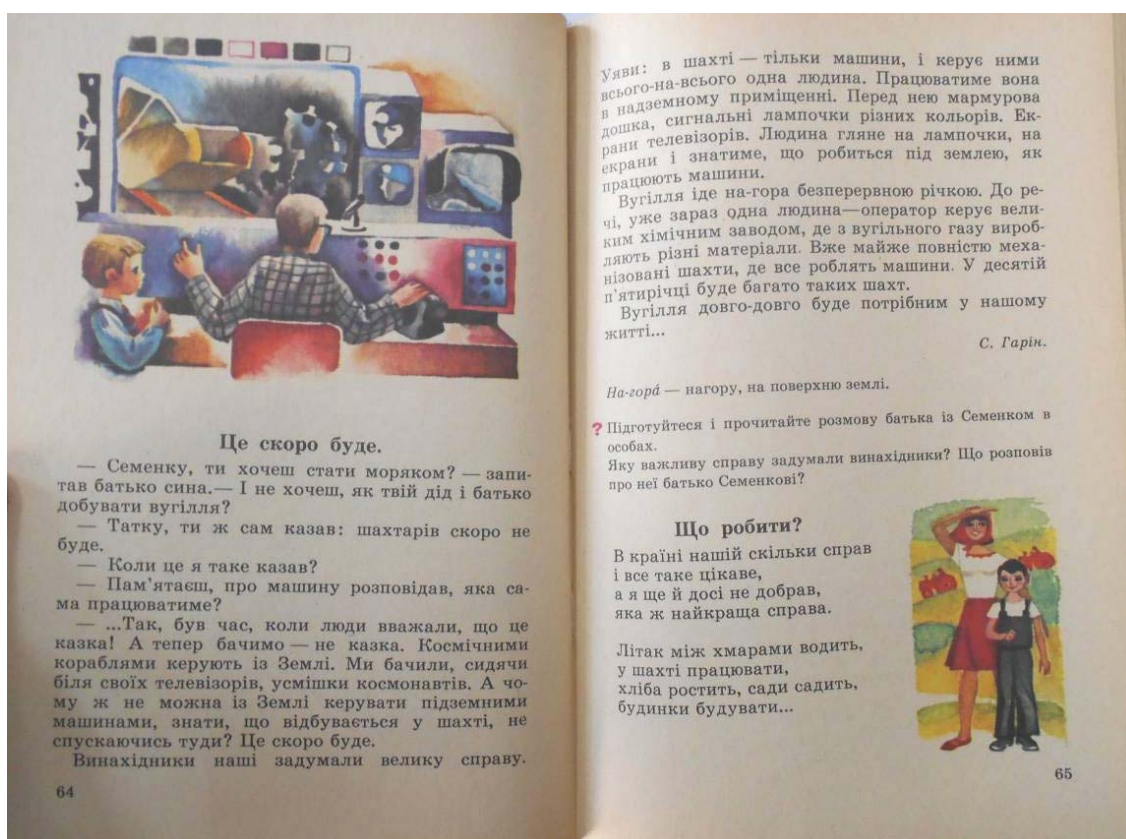 Це скоро буде.
— Семенку, ти хочеш стати моряком? — запи-
тав батько сина.— І не хочеш, як твій дід і батько
добувати вугілля?
— Татку, ти ж сам казав: шахтарів скоро не
буде.
— Коли це я таке казав?
— Пам’ятаєш, про машину розповідав, яка са-
ма працюватиме?
— ...Так, був час, коли люди вважали, що це
казка! А тепер бачимо — не казка. Космічними
кораблями керують із Землі. Ми бачили, сидячи
біля своїх телевізорів, усмішки космонавтів. А чо-
му ж не можна із Землі керувати підземними
машинами, знати, що відбувається у шахті, не
спускаючись туди? Це скоро буде.
Винахідники наші задумали велику справу.
64
Уяви: в шахті — тільки машини, і керує ними
всього-на-всього одна людина. Працюватиме вона
в надземному приміщенні. Перед нею мармурова
дошка, сигнальні лампочки різних кольорів. Ек-
рани телевізорів. Людина гляне на лампочки, на
екрани і знатиме, що робиться під землею, як
працюють машини.
Вугілля іде на-гора безперервною річкою. До ре-
чі, уже зараз одна людина—оператор керує вели-
ким хімічним заводом, де з вугільного газу вироб-
ляють різні матеріали. Вже майже повністю меха-
нізовані шахти, де все роблять машини. У десятій
п’ятирічці буде багато таких шахт.
Вугілля довго-довго буде потрібним у нашому
житті...
С. Гарін.
На-гора́ — нагору, на поверхню землі.
? Підготуйтеся і прочитайте розмову батька із Семенком в
особах.
Яку важливу справу задумали винахідники? Що розповів
про неї батько Семенкові?
Що робити?
В країні нашій скільки справ
і все таке цікаве,
а я ще й досі не добрав,
яка ж найкраща справа.
Літак між хмарами водить,
у шахті працювати,
хліба ростить, сади садить,
будинки будувати...
65